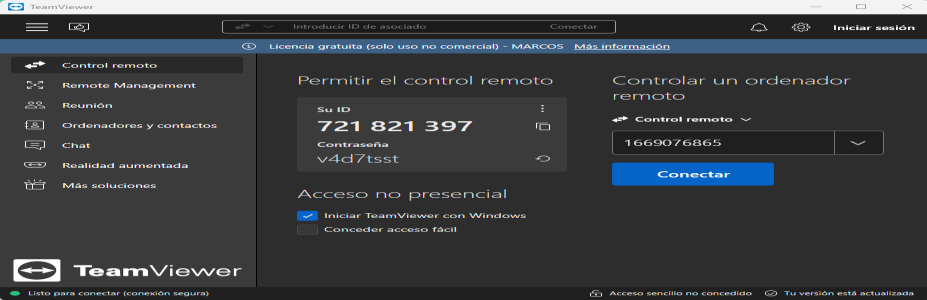 TeamViewer
Introducir ID de asociado
Conectar
Iniciar sesión
Licencia gratuita (solo uso no comercial) - MARCOS Más información
Control remoto
Remote Management
Reunión
Ordenadores y contactos
Chat
Realidad aumentada
Más soluciones
TeamViewer
Permitir el control remoto
Su ID
721 821 397
Contraseña
v4d7tsst
Acceso no presencial
Iniciar TeamViewer con Windows
Conceder acceso fácil
Controlar un ordenador
remoto
Control remoto
1669076865
Conectar
Listo para conectar (conexión segura)
Acceso sencillo no concedido
Tu versión está actualizada